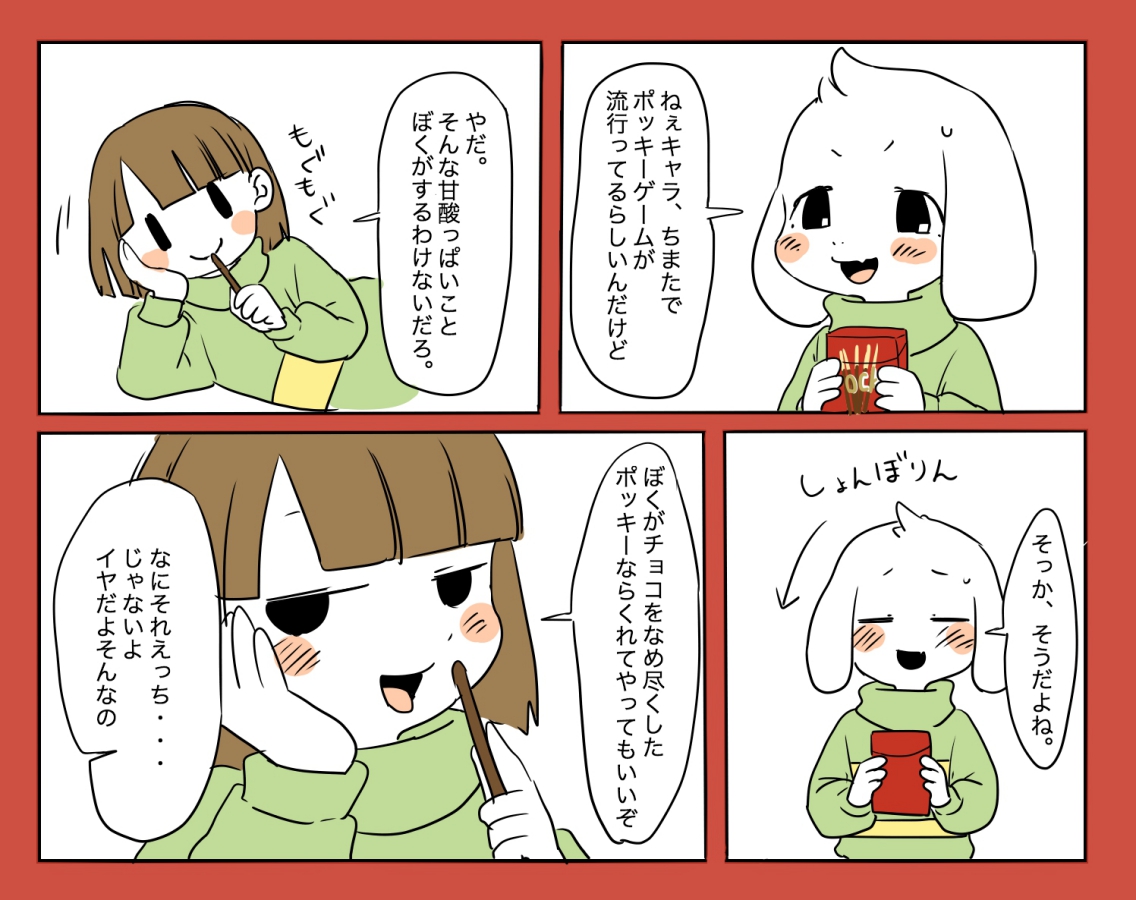 ねぇキャラ、ちまたで
ポッキーゲームが
流行ってるらしいんだけど
やだ。
そんな甘酸っぱいこと
ぼくがするわけないだろ。
もぐもぐ
そっか、そうだよね。
しょんぼりん
ぼくがチョコをなめ尽くした
ポッキーならくれてやってもいいぞ
なにそれえっち・・・・
じゃないよ
イヤだよそんなの